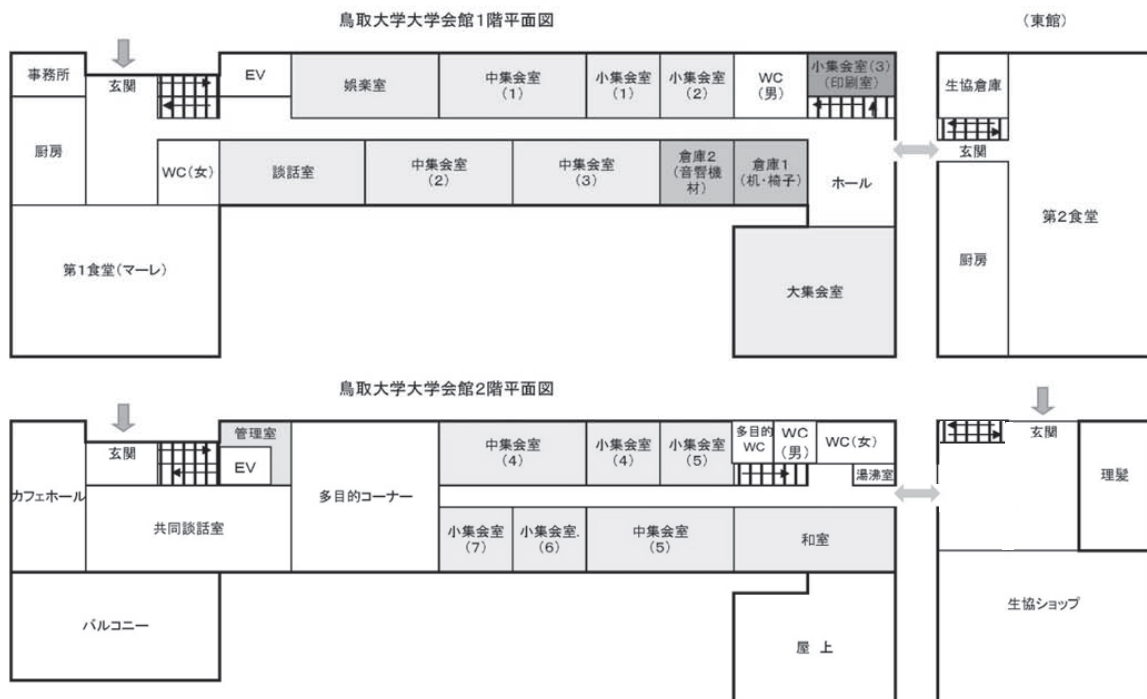 鳥取大学大学会館1階平面図
(東館)
事務所
玄関
EV
娯楽室
中集会室
(1)
小集会室
(1)
小集会室
(2)
WC
(男)
小集会室(3)
(印刷室)
生協倉庫
厨房
WC(女)
談話室
中集会室
(2)
中集会室
(3)
倉庫2
(音響機
材)
倉庫1
(机・椅子)
ホール
玄関
第2食堂
第1食堂(マーレ)
大集会室
厨房
鳥取大学大学会館2階平面図
玄関
管理室
EV
中集会室
(4)
小集会室
(4)
小集会室
(5)
多目的
WC
WC
(男)
WC(女)
湯沸室
玄関
理髪
カフェホール
共同談話室
多目的コーナー
小集会室
(7)
小集会室.
(6)
中集会室
(5)
和室
バルコニー
屋 上
生協ショップ